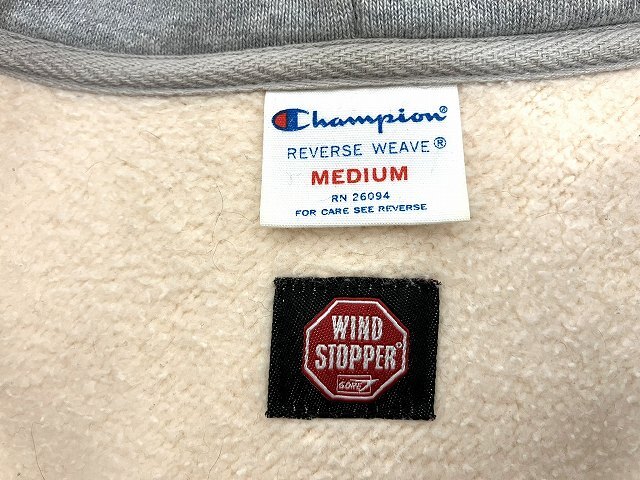 Champion
REVERSE WEAVE®
MEDIUM
RN 26094
FOR CARE SEE REVERSE
WIND
STOPPER®
GORE